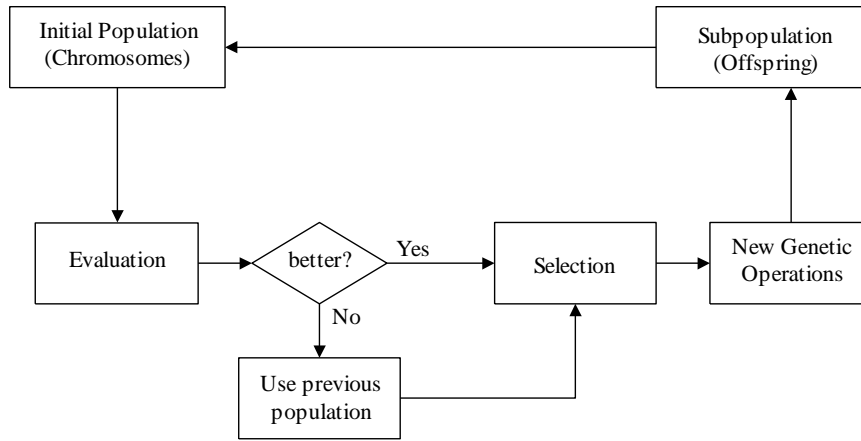 Initial Population
(Chromosomes)
Subpopulation
(Offspring)
Evaluation
better?
Yes
No
Selection
New Genetic
Operations
Use previous
population